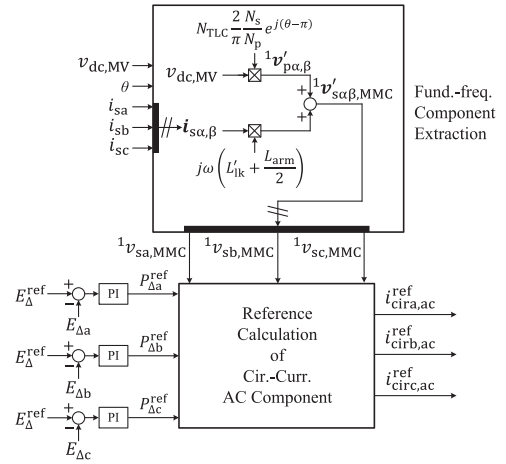 N_TLC 2/π N_s/N_p e^{j(θ−π)}
v_dc,MV
¹v′_pα,β
¹v′_sαβ,MMC
v_dc,MV
θ
i_sa
i_sb
i_sc
i_sα,β
+
+
jω(L′_lk + L_arm/2)
Fund.-freq.
Component
Extraction
¹v_sa,MMC ¹v_sb,MMC ¹v_sc,MMC
E_Δ^ref + − PI P_Δa^ref
E_Δa
E_Δ^ref + − PI P_Δb^ref
E_Δb
E_Δ^ref + − PI P_Δc^ref
E_Δc
Reference
Calculation
of
Cir.-Curr.
AC Component
i_cira,ac^ref
i_cirb,ac^ref
i_circ,ac^ref